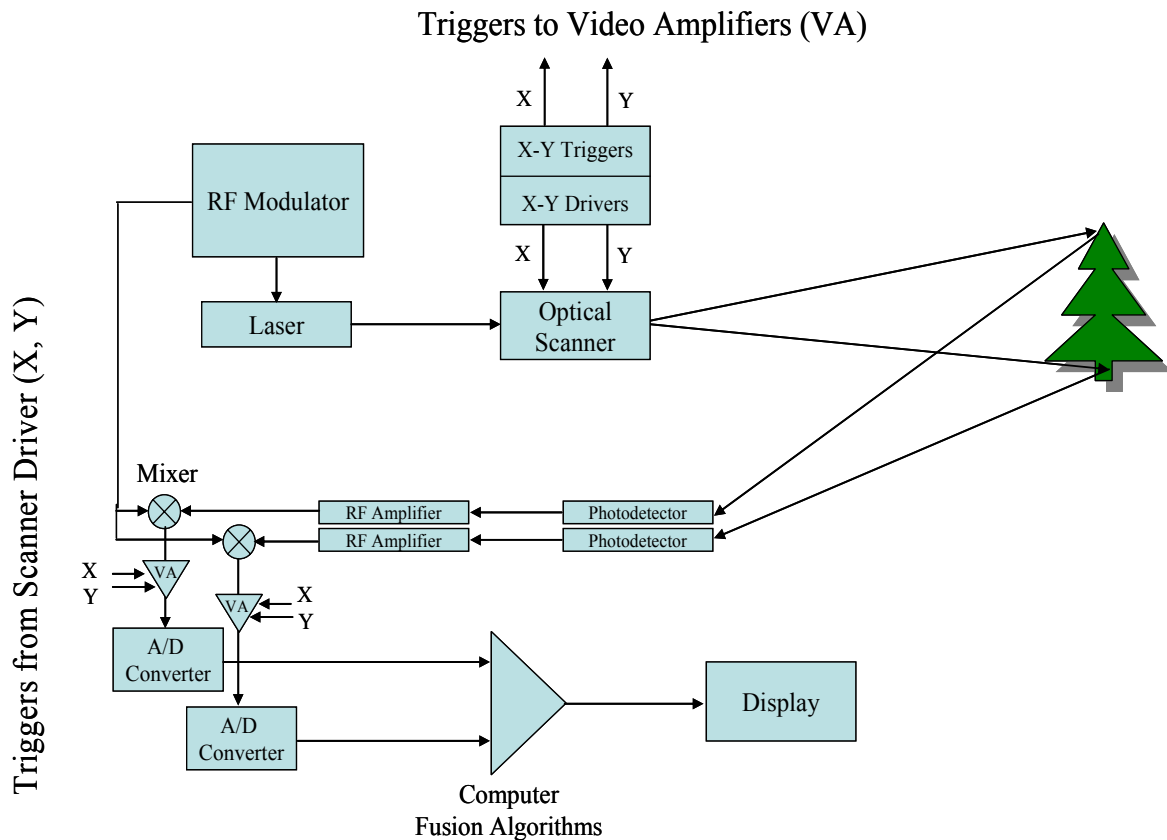 Triggers to Video Amplifiers (VA)
X
Y
X-Y Triggers
X-Y Drivers
RF Modulator
X
Y
Laser
Optical
Scanner
Triggers from Scanner Driver (X, Y)
Mixer
RF Amplifier
Photodetector
RF Amplifier
Photodetector
X
Y
VA
VA
X
Y
A/D
Converter
A/D
Converter
Display
Computer
Fusion Algorithms